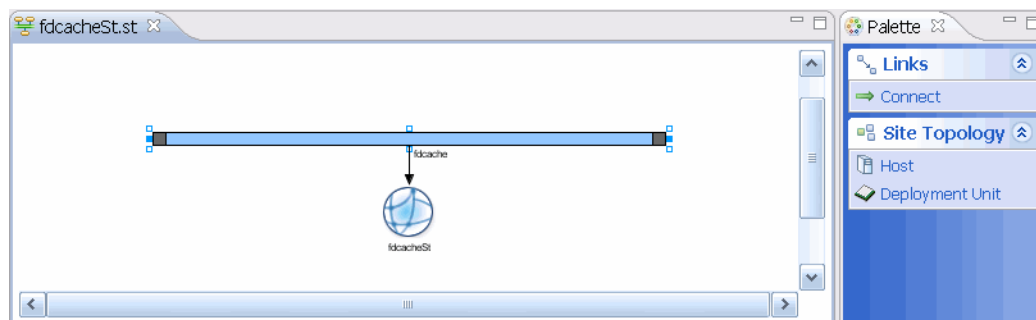 fdcacheSt.st
Palette
Links
Connect
Site Topology
Host
Deployment Unit
fdcache
fdcacheSt